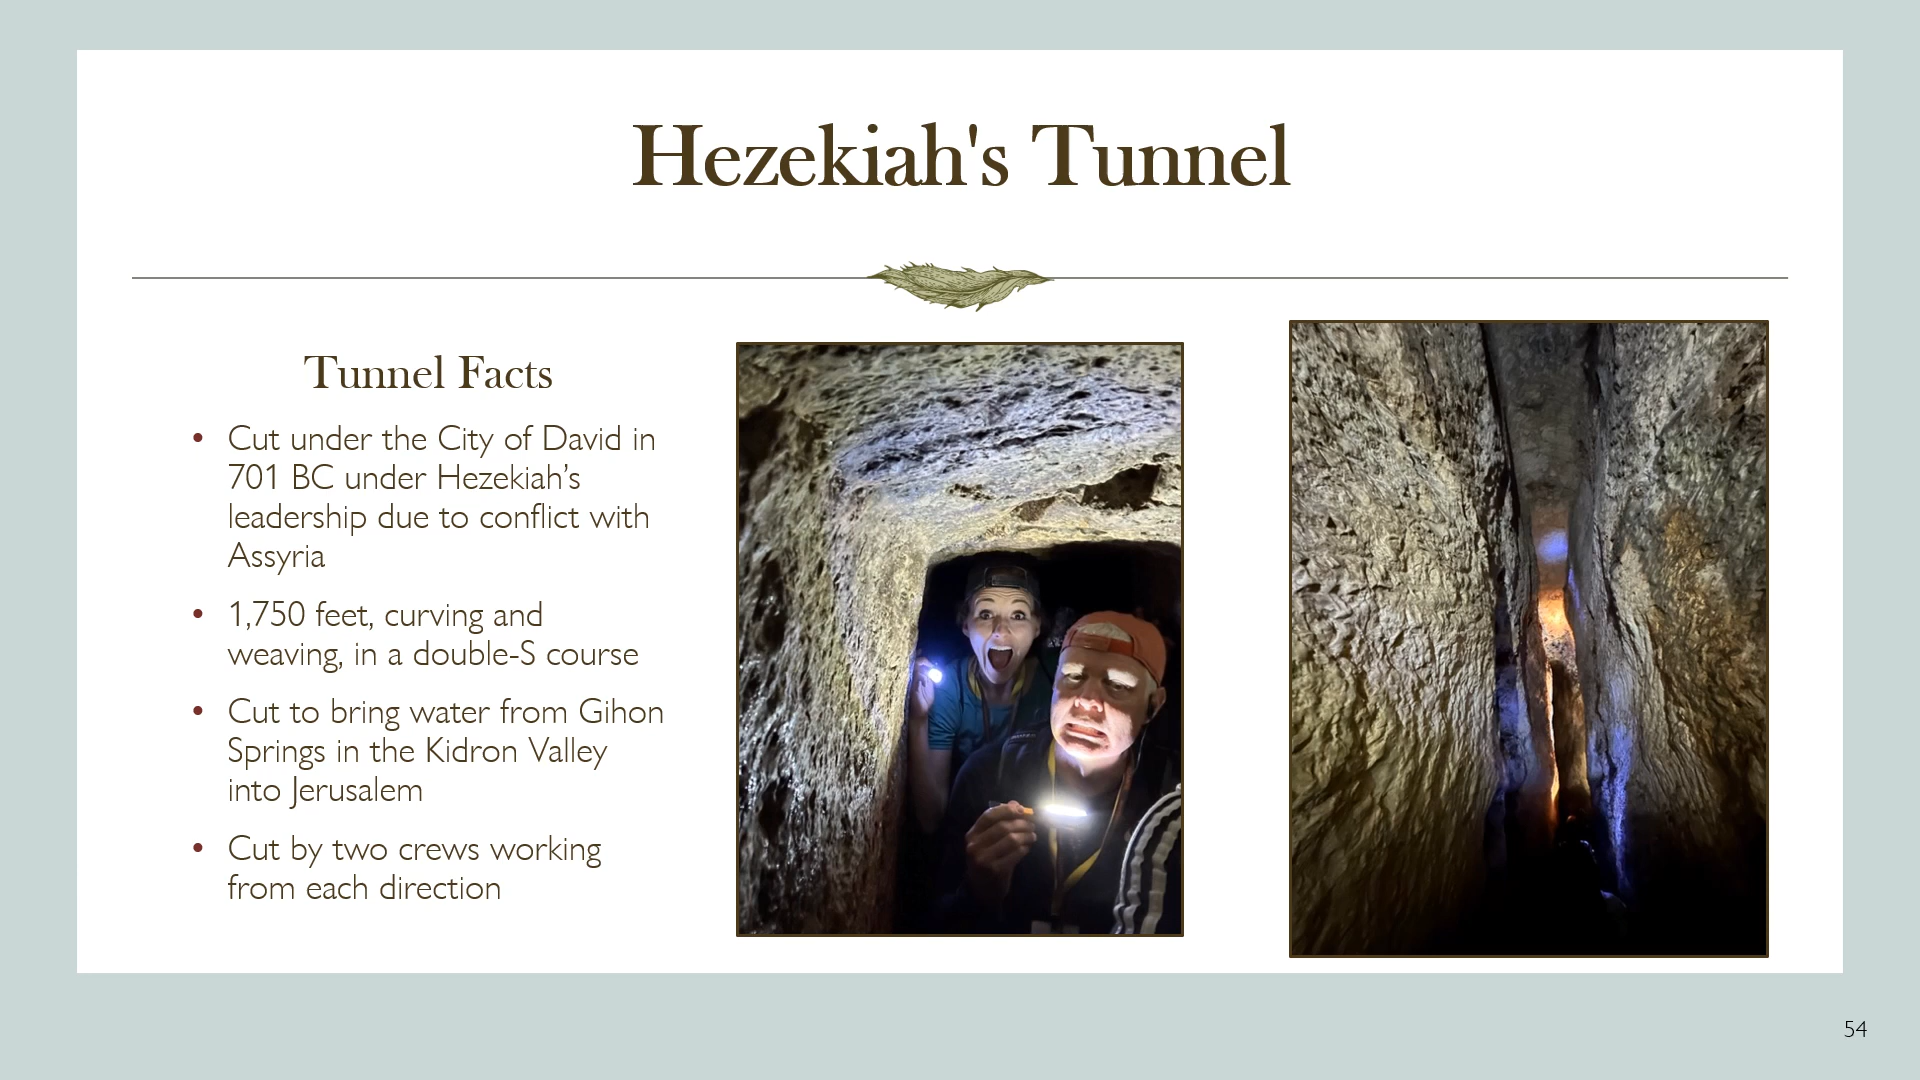 Hezekiah's Tunnel
Tunnel Facts
• Cut under the City of David in
701 BC under Hezekiah’s
leadership due to conflict with
Assyria
• 1,750 feet, curving and
weaving, in a double-S course
• Cut to bring water from Gihon
Springs in the Kidron Valley
into Jerusalem
• Cut by two crews working
from each direction
54